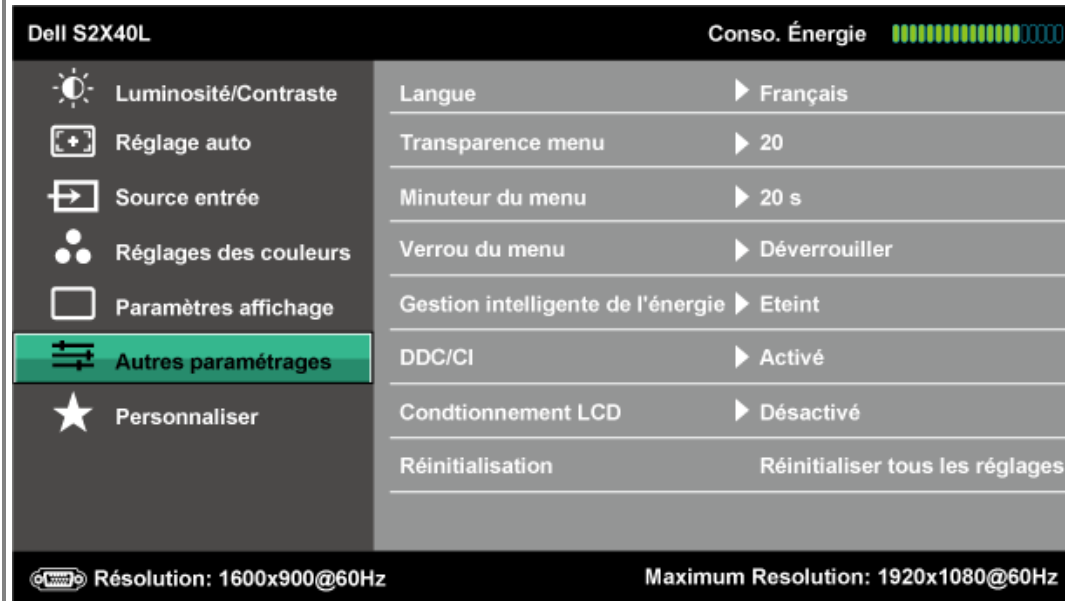 Dell S2X40L Conso. Énergie
Luminosité/Contraste Langue Français
Réglage auto Transparence menu 20
Source entrée Minuteur du menu 20 s
Réglages des couleurs Verrou du menu Déverrouiller
Paramètres affichage Gestion intelligente de l'énergie Eteint
Autres paramétrages DDC/CI Activé
Personnaliser Condtionnement LCD Désactivé
Réinitialisation Réinitialiser tous les réglages
Résolution: 1600x900@60Hz Maximum Resolution: 1920x1080@60Hz